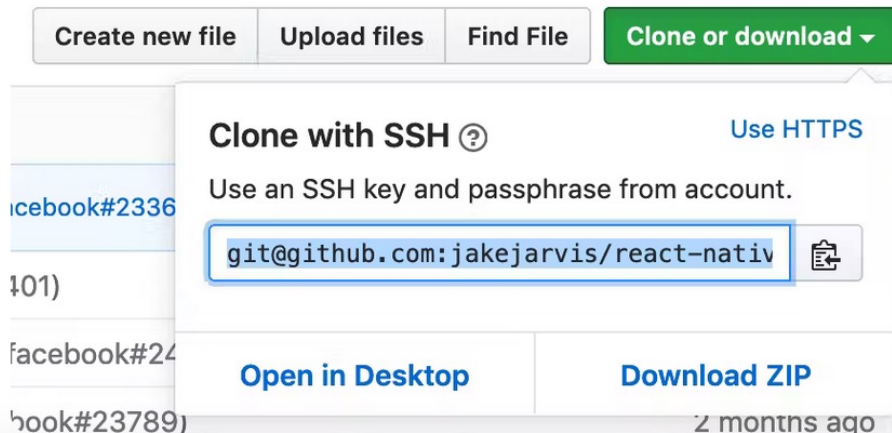 Create new file Upload files Find File Clone or download
Clone with SSH Use HTTPS
cebook#2336
Use an SSH key and passphrase from account.
git@github.com:jakejarvis/react-nativ
401)
facebook#24
Open in Desktop Download ZIP
book#23789)
2 months ago